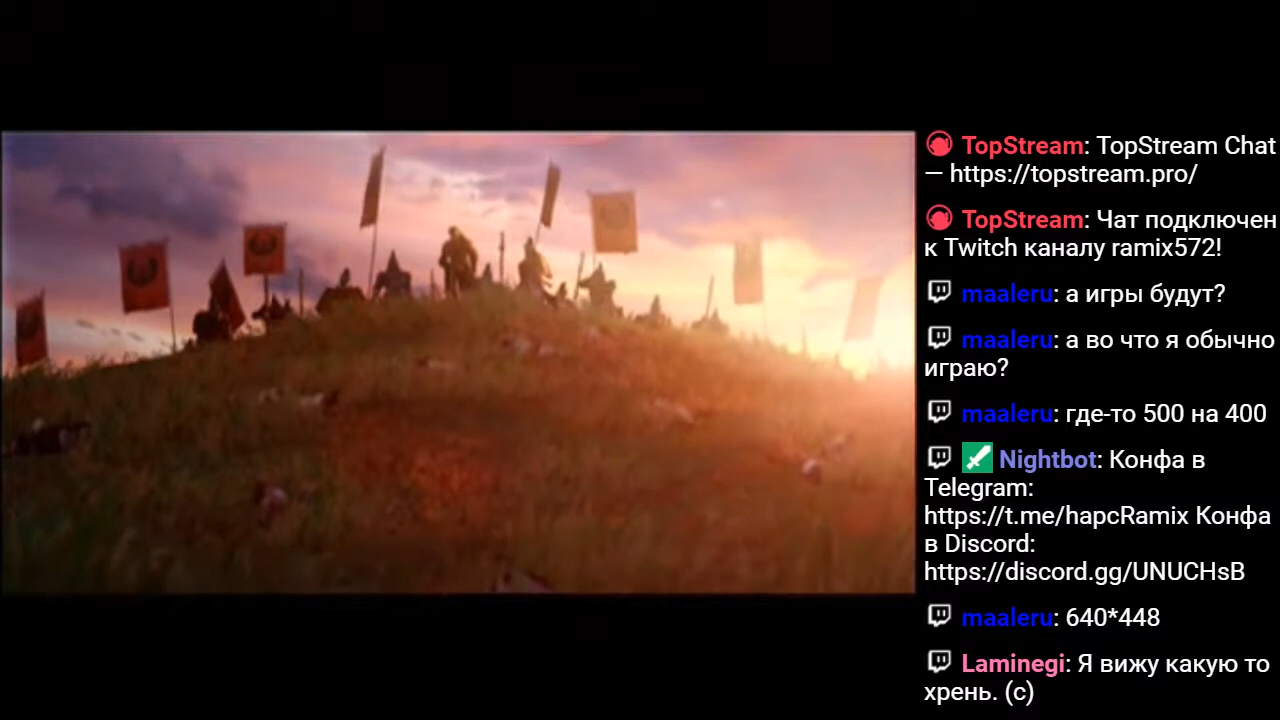 TopStream: TopStream Chat
— https://topstream.pro/
TopStream: Чат подключен
к Twitch каналу ramix572!
maaleru: а игры будут?
maaleru: а во что я обычно
играю?
maaleru: где-то 500 на 400
Nightbot: Конфа в
Telegram:
https://t.me/hapcRamix Конфа
в Discord:
https://discord.gg/UNUCHsB
maaleru: 640*448
Laminegi: Я вижу какую то
хрень. (с)